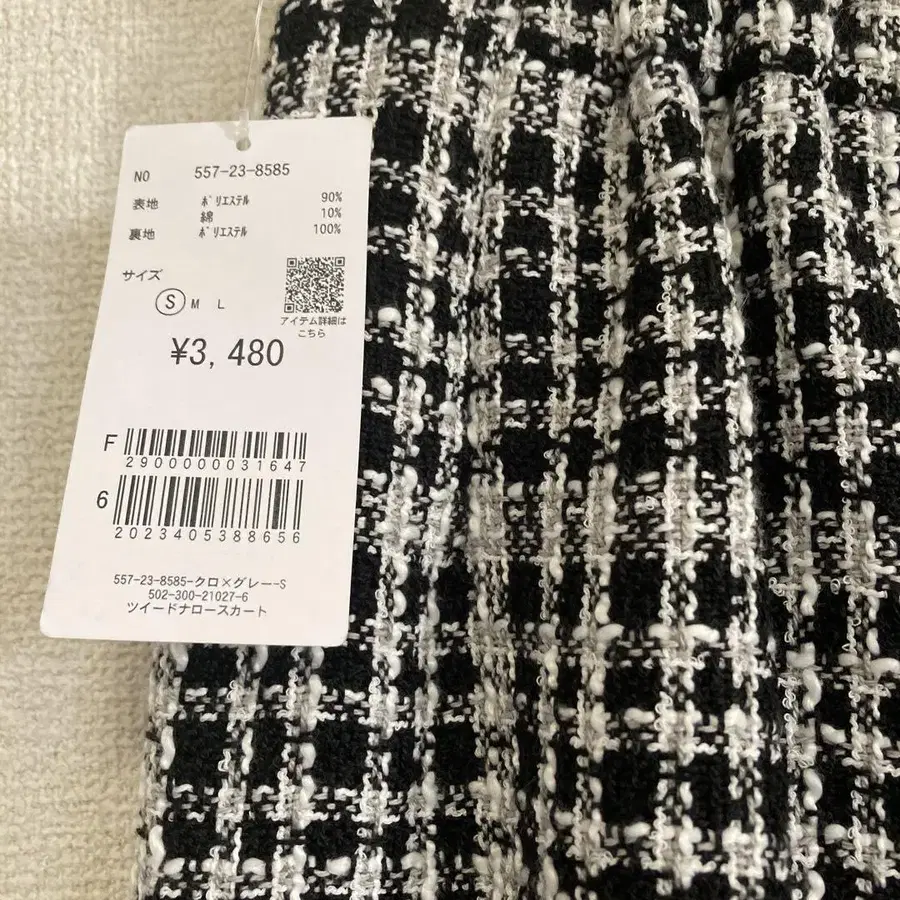 NO 557-23-8585
表地 ﾎﾟﾘｴｽﾃﾙ 90%
綿 10%
裏地 ﾎﾟﾘｴｽﾃﾙ 100%
サイズ
S M L
アイテム詳細は
こちら
¥3,480
F
2900000031647
6
2023405388656
557-23-8585-クロ×グレー-S
502-300-21027-6
ツイードナロースカート